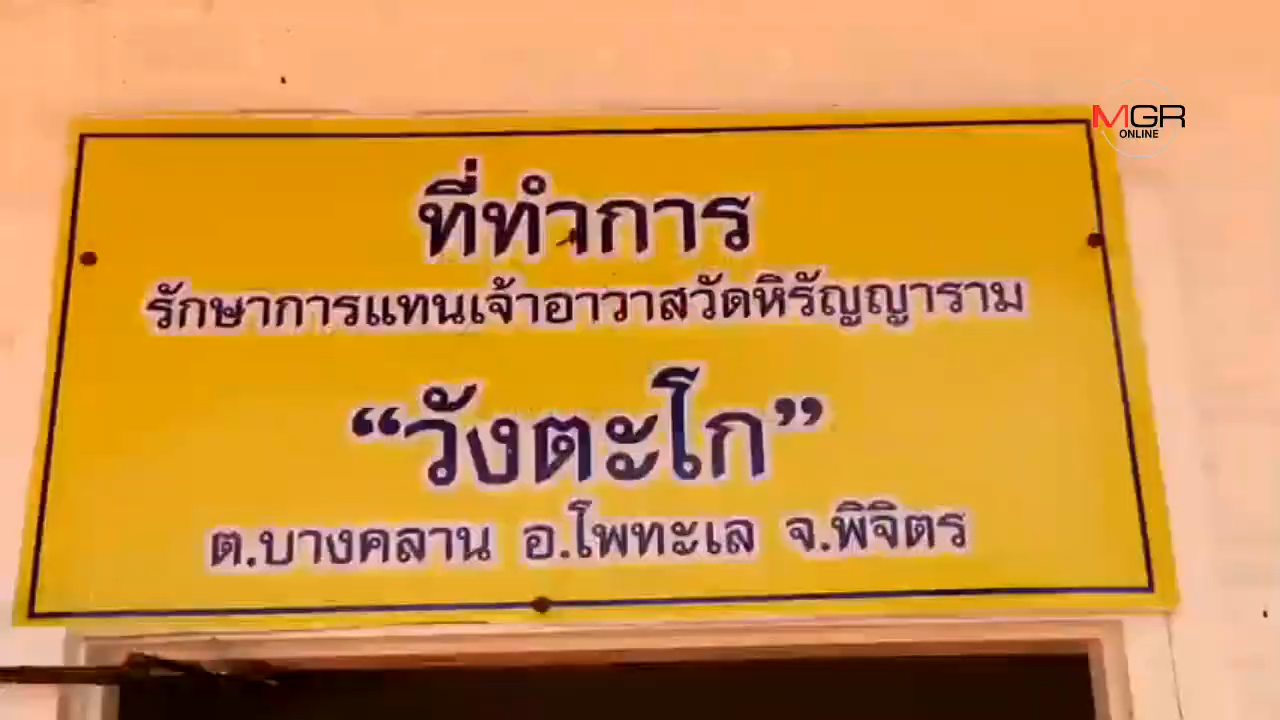 MGR
ONLINE
ที่ทำการ
รักษาการแทนเจ้าอาวาสวัดหิรัญญาราม
“วังตะโก”
ต.บางคลาน อ.โพทะเล จ.พิจิตร